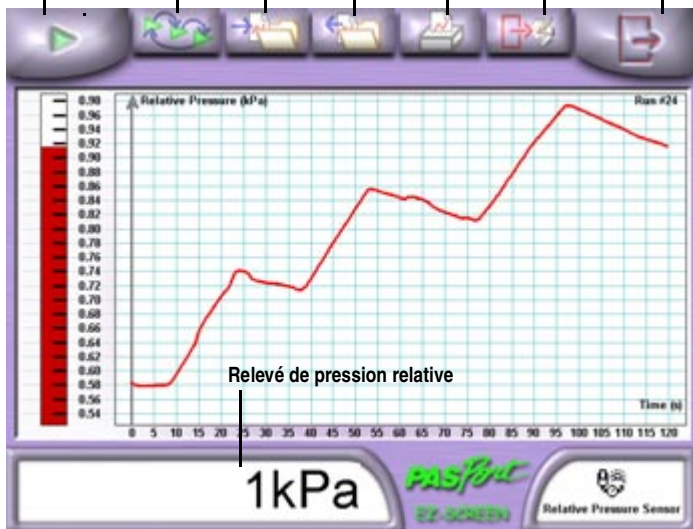 Relative Pressure (kPa)
Run #24
0.98
0.96
0.94
0.92
0.90
0.88
0.86
0.84
0.82
0.80
0.78
0.76
0.74
0.72
0.70
0.68
0.66
0.64
0.62
0.60
0.58
0.56
0.54
Relevé de pression relative
Time (s)
0 5 10 15 20 25 30 35 40 45 50 55 60 65 70 75 80 85 90 95 100 105 110 115 120
1kPa
PASPort
EZ-SCREEN
Relative Pressure Sensor